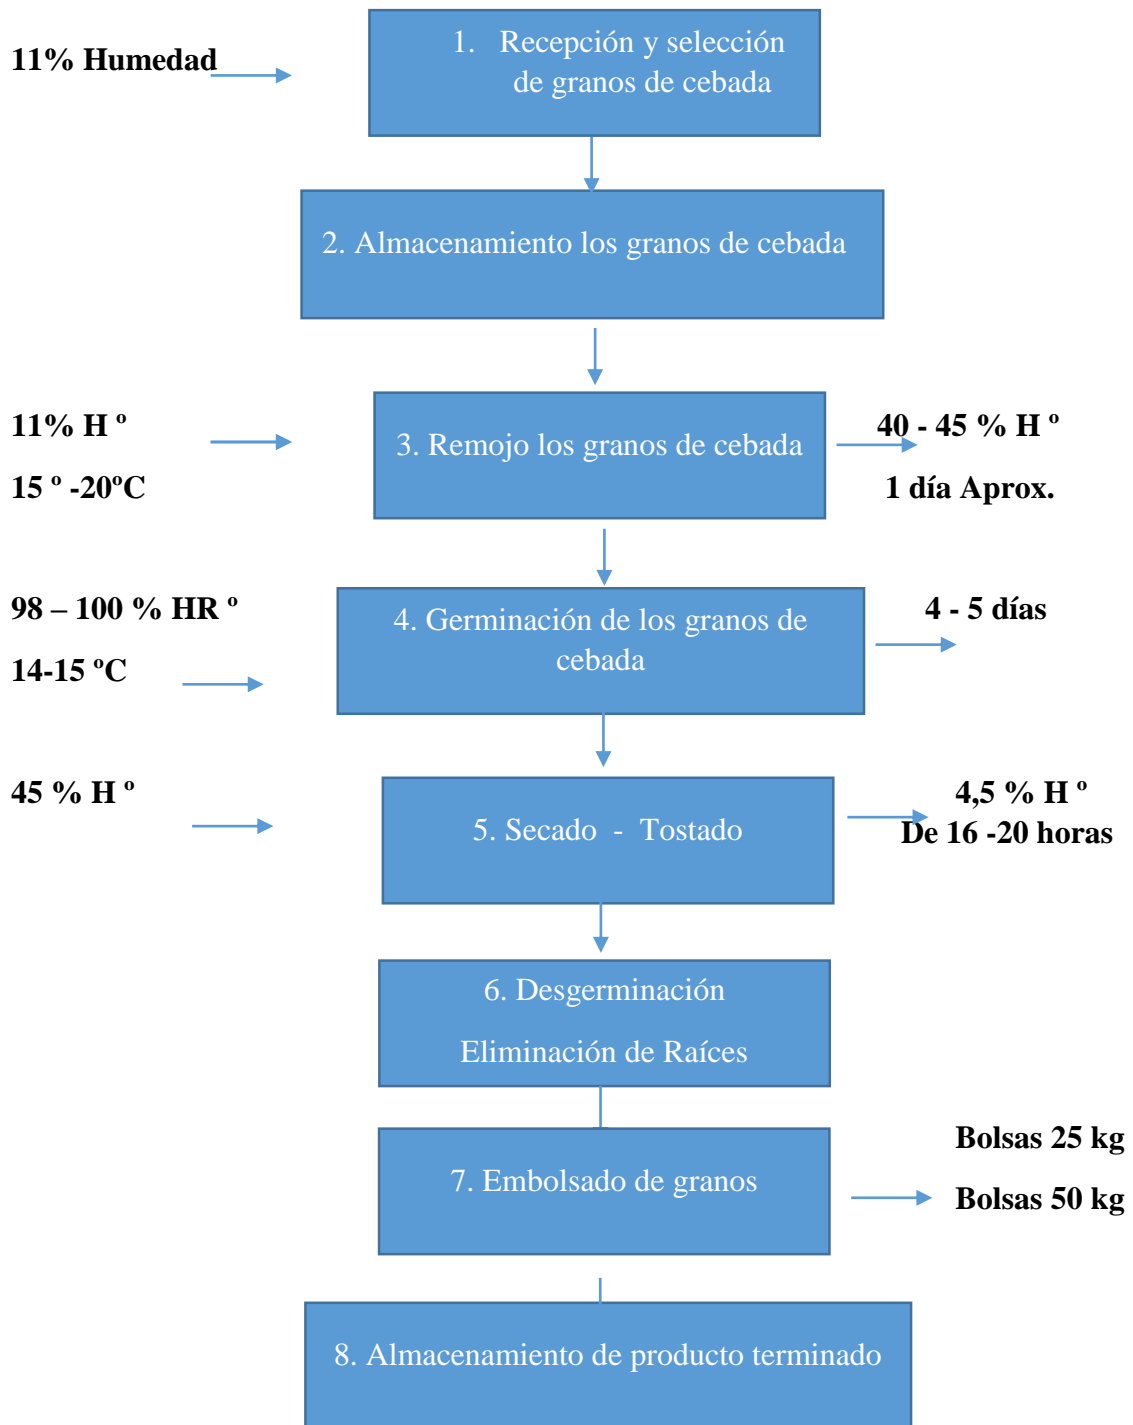 11% Humedad
1. Recepción y selección
de granos de cebada
2. Almacenamiento los granos de cebada
11% H º
15 º -20ºC
3. Remojo los granos de cebada
40 - 45 % H º
1 día Aprox.
98 – 100 % HR º
14-15 ºC
4. Germinación de los granos de
cebada
4 - 5 días
45 % H º
5. Secado - Tostado
4,5 % H º
De 16 -20 horas
6. Desgerminación
Eliminación de Raíces
7. Embolsado de granos
Bolsas 25 kg
Bolsas 50 kg
8. Almacenamiento de producto terminado